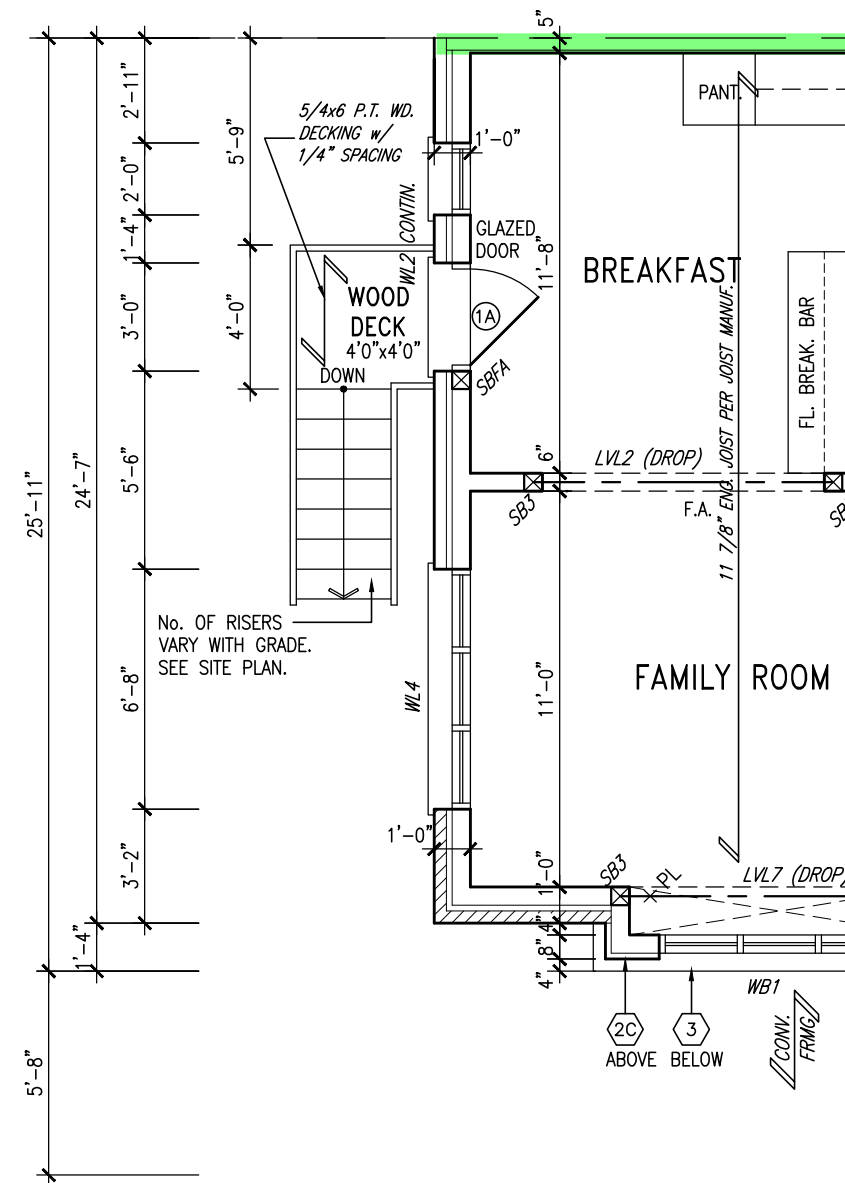 5"
2'-11"
5'-9"
5/4x6 P.T. WD.
DECKING w/
1/4" SPACING
PANT.
1'-0"
2'-0"
WL2 CONTIN.
GLAZED
DOOR
1'-4"
11'-8"
BREAKFAST
3'-0"
4'-0"
WOOD
DECK
4'0"x4'0"
DOWN
1A
SBFA
FL. BREAK. BAR
11 7/8" ENG. JOIST PER JOIST MANUF.
25'-11"
24'-7"
5'-6"
6"
LVL2 (DROP)
SB3
F.A.
No. OF RISERS
VARY WITH GRADE.
SEE SITE PLAN.
6'-8"
WL4
11'-0"
FAMILY ROOM
1'-0"
3'-2"
1'-0"
SB3
PL
LVL7 (DROP)
1'-4"
4"
8"
4"
WB1
2C
3
ABOVE
BELOW
CONV.
FRMG
5'-8"